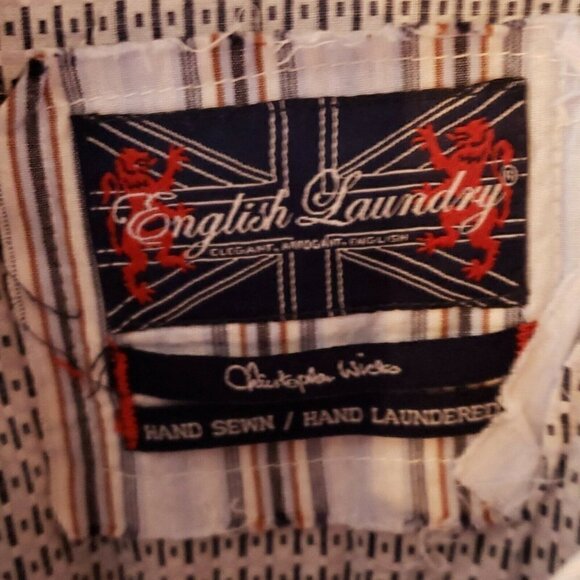 English Laundry®
ELEGANT. ARROGANT. ENGLISH
Christopher Wicks
HAND SEWN / HAND LAUNDERED